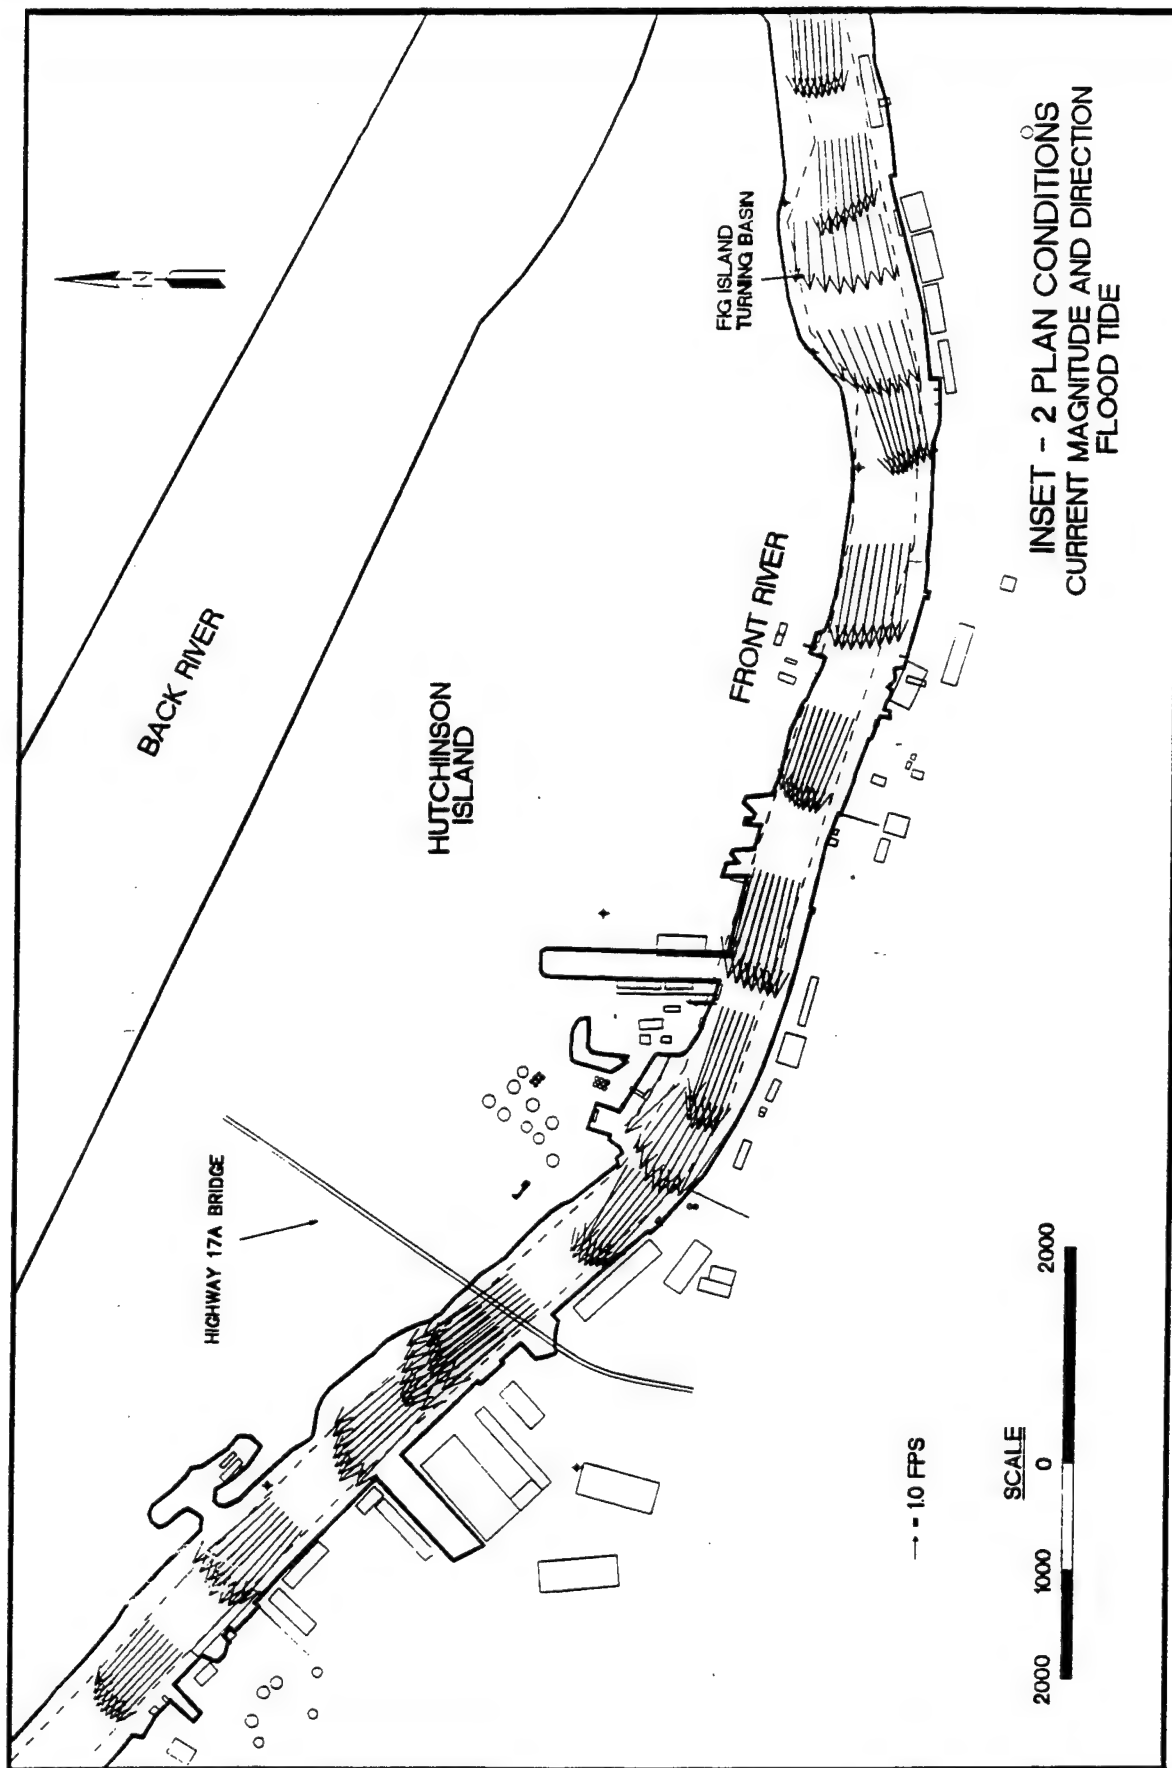 BACK RIVER
HUTCHINSON
ISLAND
HIGHWAY 17A BRIDGE
FRONT RIVER
FIG ISLAND
TURNING BASIN
= 1.0 FPS
SCALE
2000 1000 0 2000
INSET - 2 PLAN CONDITIONS
CURRENT MAGNITUDE AND DIRECTION
FLOOD TIDE